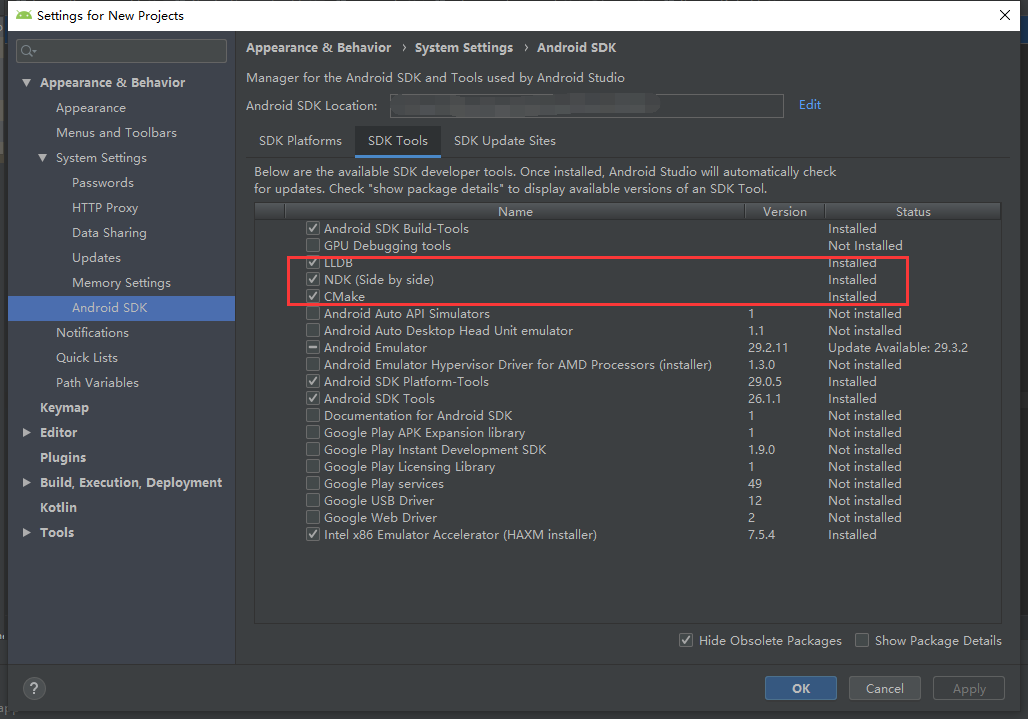 Settings for New Projects
Appearance & Behavior
Appearance
Menus and Toolbars
System Settings
Passwords
HTTP Proxy
Data Sharing
Updates
Memory Settings
Android SDK
Notifications
Quick Lists
Path Variables
Keymap
Editor
Plugins
Build, Execution, Deployment
Kotlin
Tools
Appearance & Behavior › System Settings › Android SDK
Manager for the Android SDK and Tools used by Android Studio
Android SDK Location: Edit
SDK Platforms SDK Tools SDK Update Sites
Below are the available SDK developer tools. Once installed, Android Studio will automatically check
for updates. Check "show package details" to display available versions of an SDK Tool.
Name Version Status
Android SDK Build-Tools Installed
GPU Debugging tools Not Installed
LLDB Installed
NDK (Side by side) Installed
CMake Installed
Android Auto API Simulators 1 Not installed
Android Auto Desktop Head Unit emulator 1.1 Not installed
Android Emulator 29.2.11 Update Available: 29.3.2
Android Emulator Hypervisor Driver for AMD Processors (installer) 1.3.0 Not installed
Android SDK Platform-Tools 29.0.5 Installed
Android SDK Tools 26.1.1 Installed
Documentation for Android SDK 1 Not installed
Google Play APK Expansion library 1 Not installed
Google Play Instant Development SDK 1.9.0 Not installed
Google Play Licensing Library 1 Not installed
Google Play services 49 Not installed
Google USB Driver 12 Not installed
Google Web Driver 2 Not installed
Intel x86 Emulator Accelerator (HAXM installer) 7.5.4 Installed
Hide Obsolete Packages Show Package Details
? OK Cancel Apply